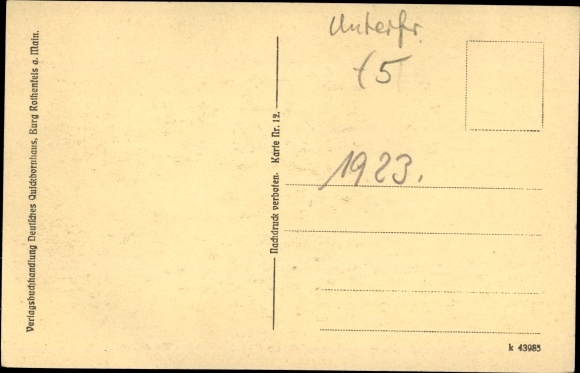 Verlagsbuchhandlung Deutsches Quickbornhaus, Burg Rothenfels a. Main.
Nachdruck verboten. Karte Nr. 12.
Unterfr.
15
1923.
k 43985